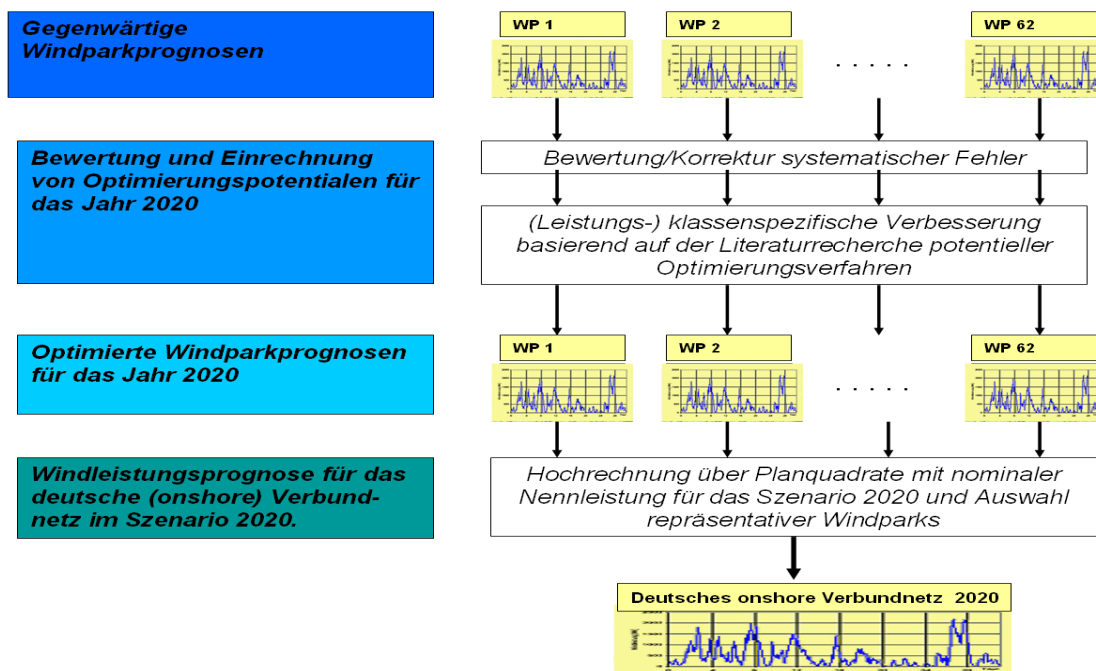 Gegenwärtige
Windparkprognosen
WP 1
WP 2
. . . . .
WP 62
Bewertung und Einrechnung
von Optimierungspotentialen für
das Jahr 2020
Bewertung/Korrektur systematischer Fehler
(Leistungs-) klassenspezifische Verbesserung
basierend auf der Literaturrecherche potentieller
Optimierungsverfahren
Optimierte Windparkprognosen
für das Jahr 2020
WP 1
WP 2
. . . . .
WP 62
Windleistungsprognose für das
deutsche (onshore) Verbund-
netz im Szenario 2020.
Hochrechnung über Planquadrate mit nominaler
Nennleistung für das Szenario 2020 und Auswahl
repräsentativer Windparks
Deutsches onshore Verbundnetz 2020